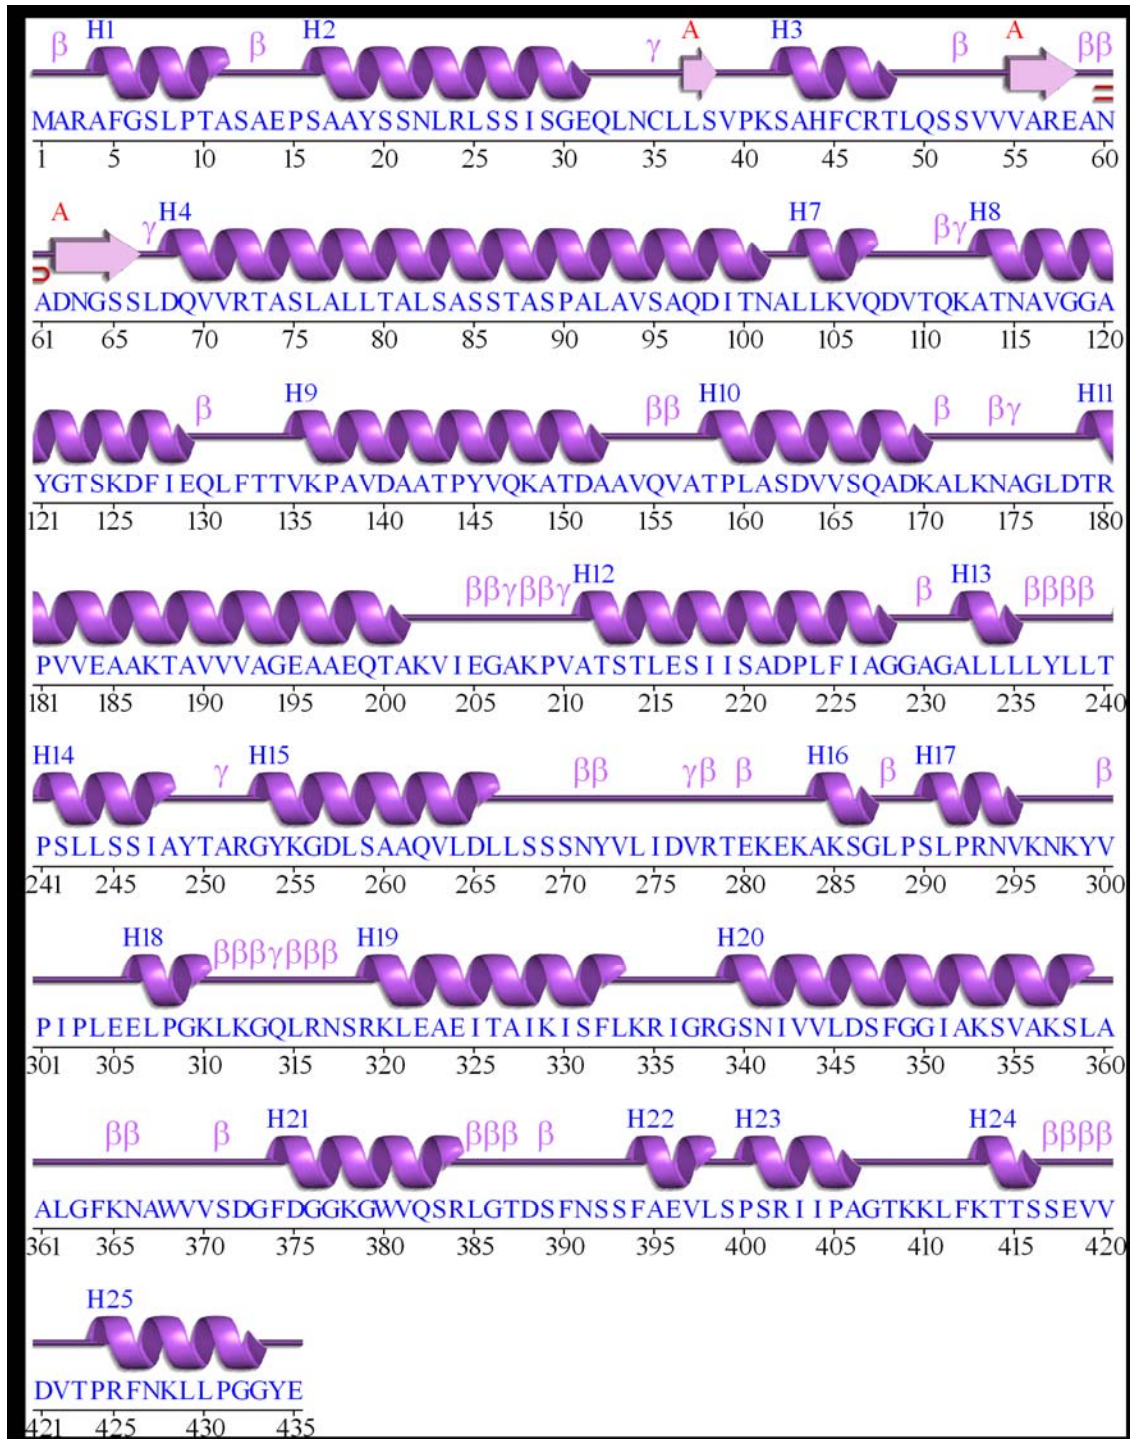 β H1 β H2 γ A H3 β A ββ
MARAFGSLPTASAEPSAAYSSNLRLSSISGEQLNCLLSVPKSAHFCRTLQSSVVVAREAN
1 5 10 15 20 25 30 35 40 45 50 55 60
A γ H4 H7 βγ H8
ADNGSSLDQVVRTASLALLTALSASSTASPALAVSAQDITNALLKVQDVTQKATNAVGGA
61 65 70 75 80 85 90 95 100 105 110 115 120
β H9 ββ H10 β βγ H11
YGTSKDFIEQLFTTVKPAVDAATPYVQKATDAAVQVATPLASDVVSQADKALKNAGLDTR
121 125 130 135 140 145 150 155 160 165 170 175 180
ββγββγ H12 β H13 ββββ
PVVEAAKTAVVVAGEAAEQTAKVIEGAKPVATSTLESIISADPLFIAGGAGALLLLYLLT
181 185 190 195 200 205 210 215 220 225 230 235 240
H14 γ H15 ββ γβ β H16 β H17 β
PSLLSSIAYTARGYKGDLSAAQVLDLLSSSNYVLIDVRTEKEKAKSGLPSLPRNVKNKYV
241 245 250 255 260 265 270 275 280 285 290 295 300
H18 βββγβββ H19 H20
PIPLEELPGKLKGQLRNSRKLEAEITAIKISFLKRIGRGSNIVVLDSFGGIAKSVAKSLA
301 305 310 315 320 325 330 335 340 345 350 355 360
ββ β H21 βββ β H22 H23 H24 ββββ
ALGFKNAWVVSDGFDGGKGWVQSRLGTDSFNSSFAEVLSPSRIIPAGTKKLFKTTSSEVV
361 365 370 375 380 385 390 395 400 405 410 415 420
H25
DVTPRFNKLLPGGYE
421 425 430 435